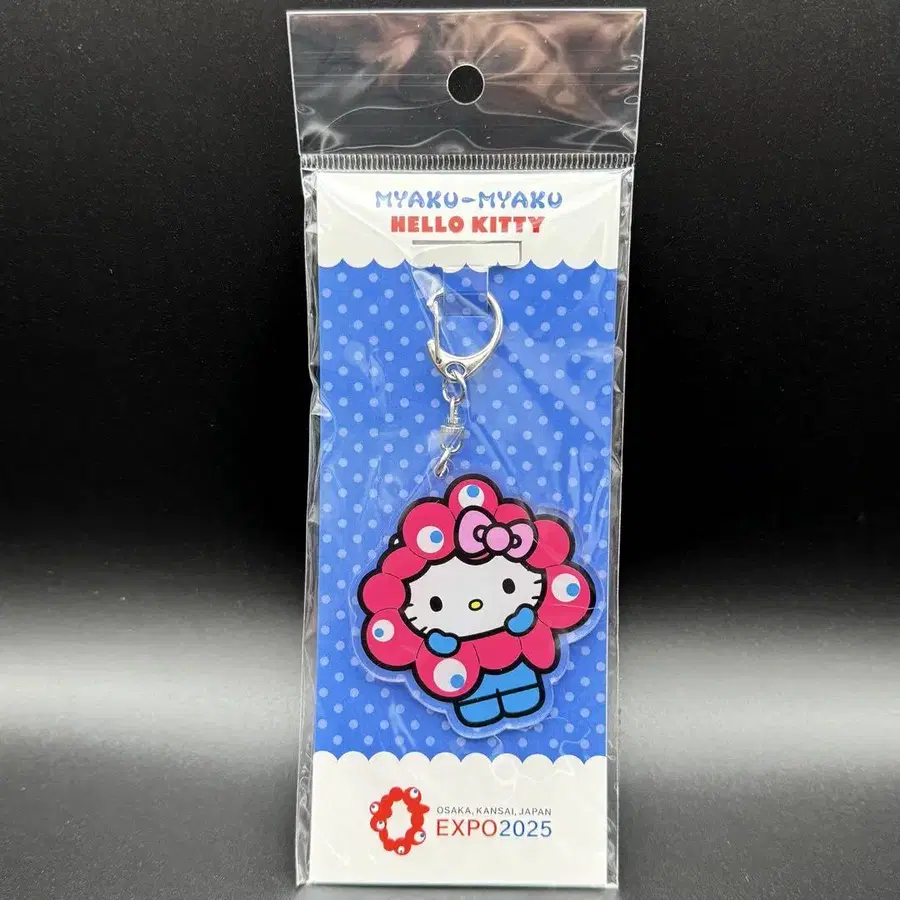 MYAKU-MYAKU
HELLO KITTY
OSAKA, KANSAI, JAPAN
EXPO2025